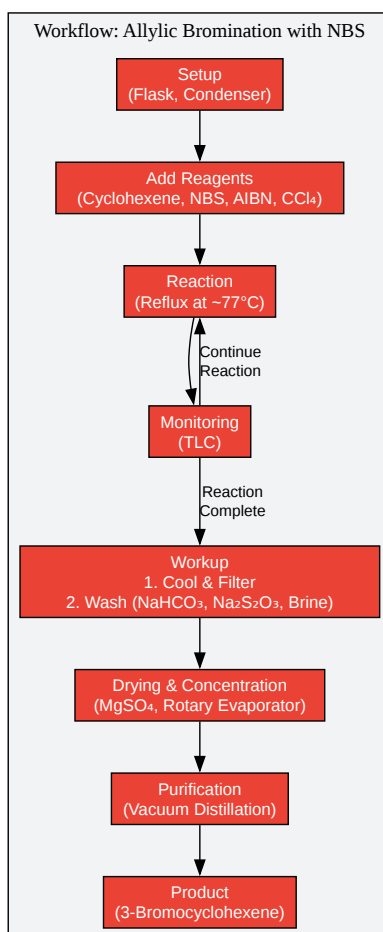 Workflow: Allylic Bromination with NBS
Setup
(Flask, Condenser)
Add Reagents
(Cyclohexene, NBS, AIBN, CCl₄)
Reaction
(Reflux at ~77°C)
Continue
Reaction
Monitoring
(TLC)
Reaction
Complete
Workup
1. Cool & Filter
2. Wash (NaHCO₃, Na₂S₂O₃, Brine)
Drying & Concentration
(MgSO₄, Rotary Evaporator)
Purification
(Vacuum Distillation)
Product
(3-Bromocyclohexene)